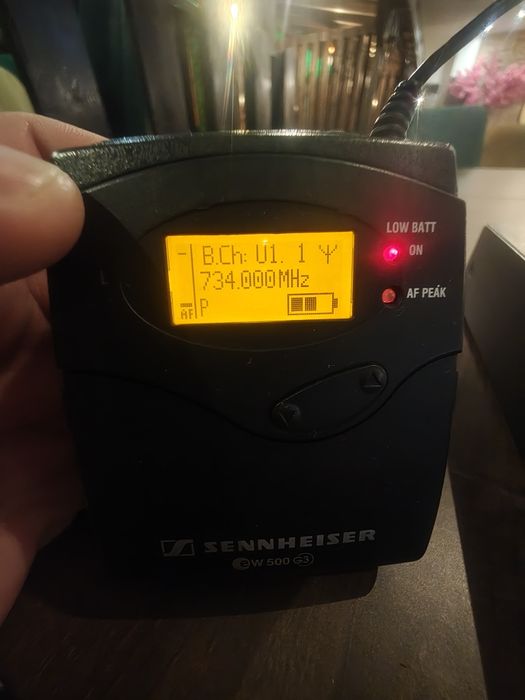 LOW BATT
ON
B.Ch: U1. 1
734.000MHz
AF PEAK
AF P
SENNHEISER
EW 500 G3